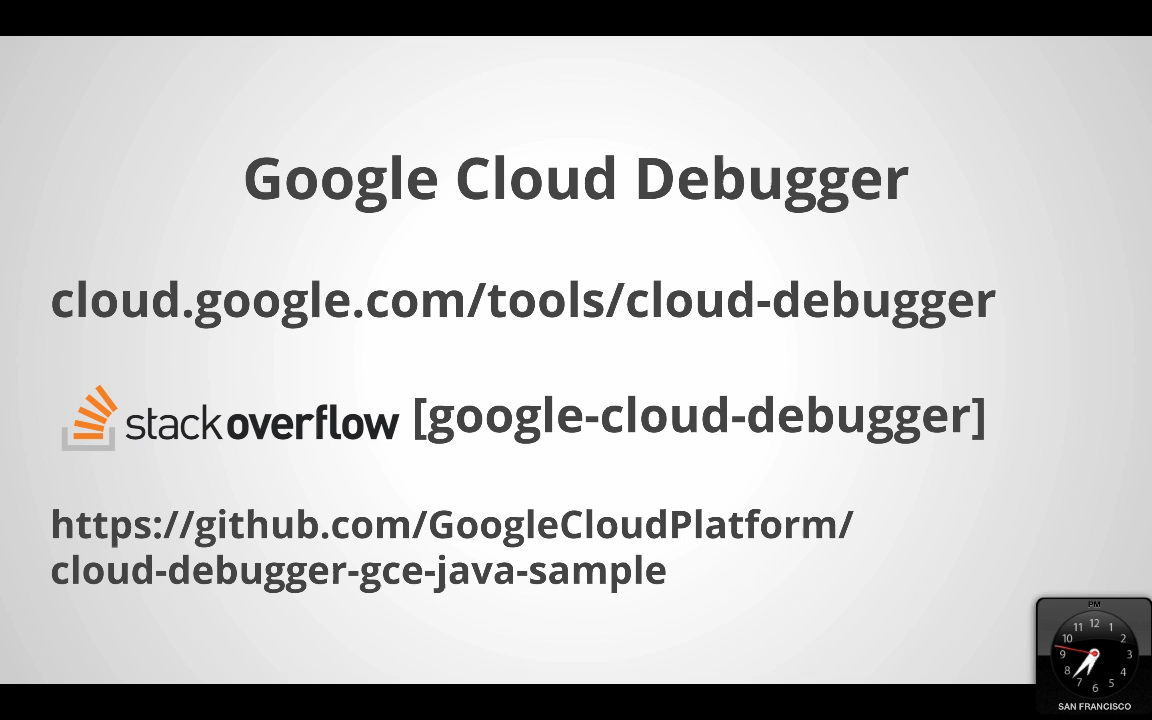 Google Cloud Debugger
cloud.google.com/tools/cloud-debugger
stackoverflow [google-cloud-debugger]
https://github.com/GoogleCloudPlatform/
cloud-debugger-gce-java-sample
PM
12
11 1
10 2
9 3
8 4
7 5
6
SAN FRANCISCO